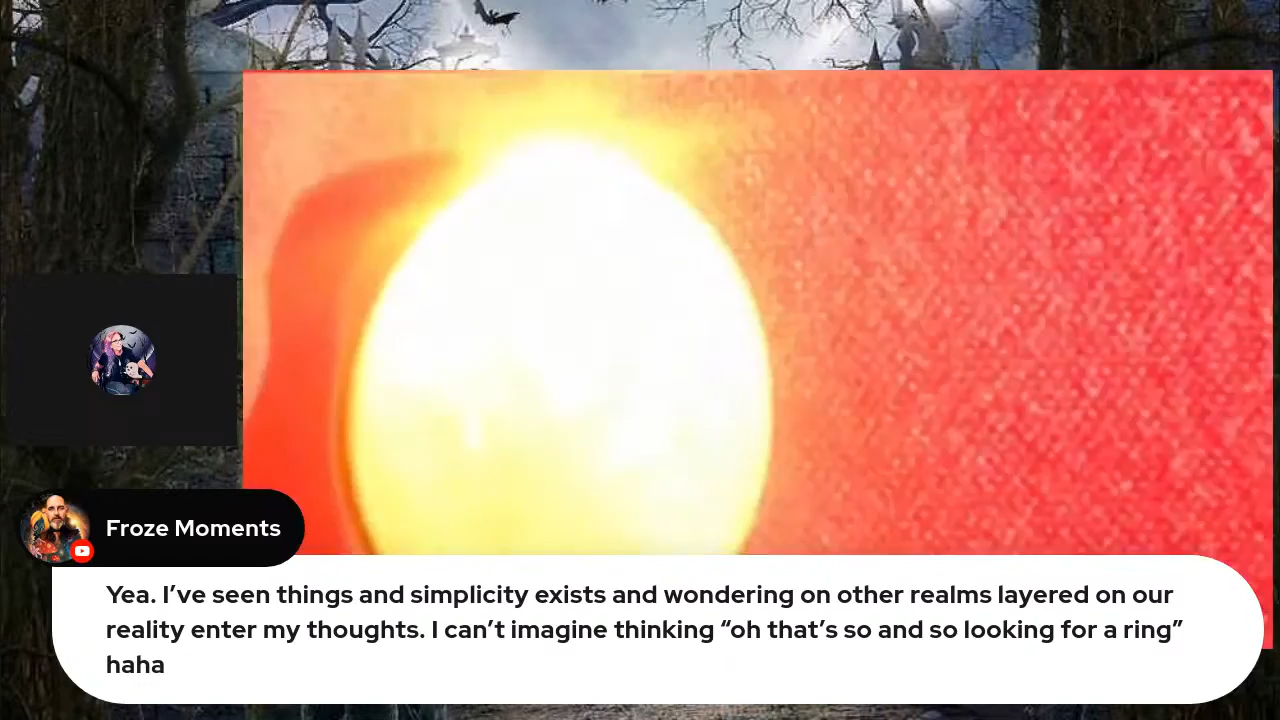 Froze Moments
Yea. I’ve seen things and simplicity exists and wondering on other realms layered on our
reality enter my thoughts. I can’t imagine thinking “oh that’s so and so looking for a ring”
haha